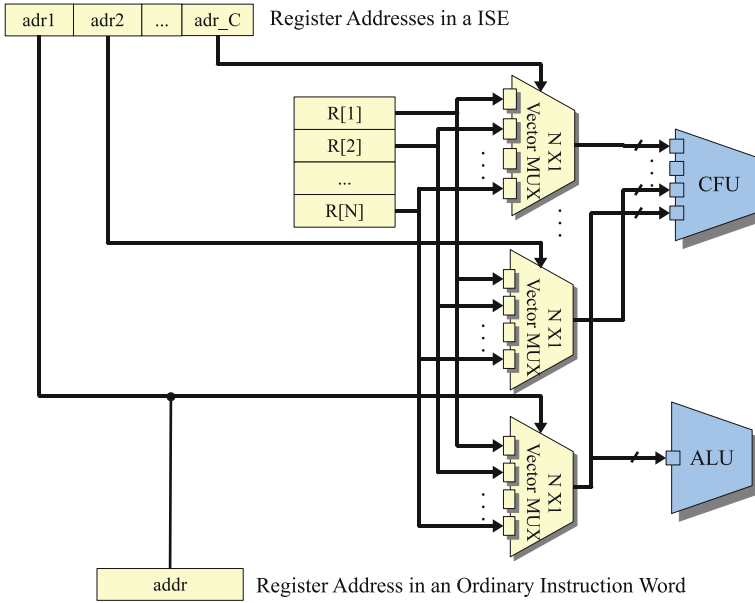 adr1 adr2 ... adr_C Register Addresses in a ISE
R[1]
R[2]
...
R[N]
N X1
Vector MUX
CFU
N X1
Vector MUX
N X1
Vector MUX
ALU
addr Register Address in an Ordinary Instruction Word